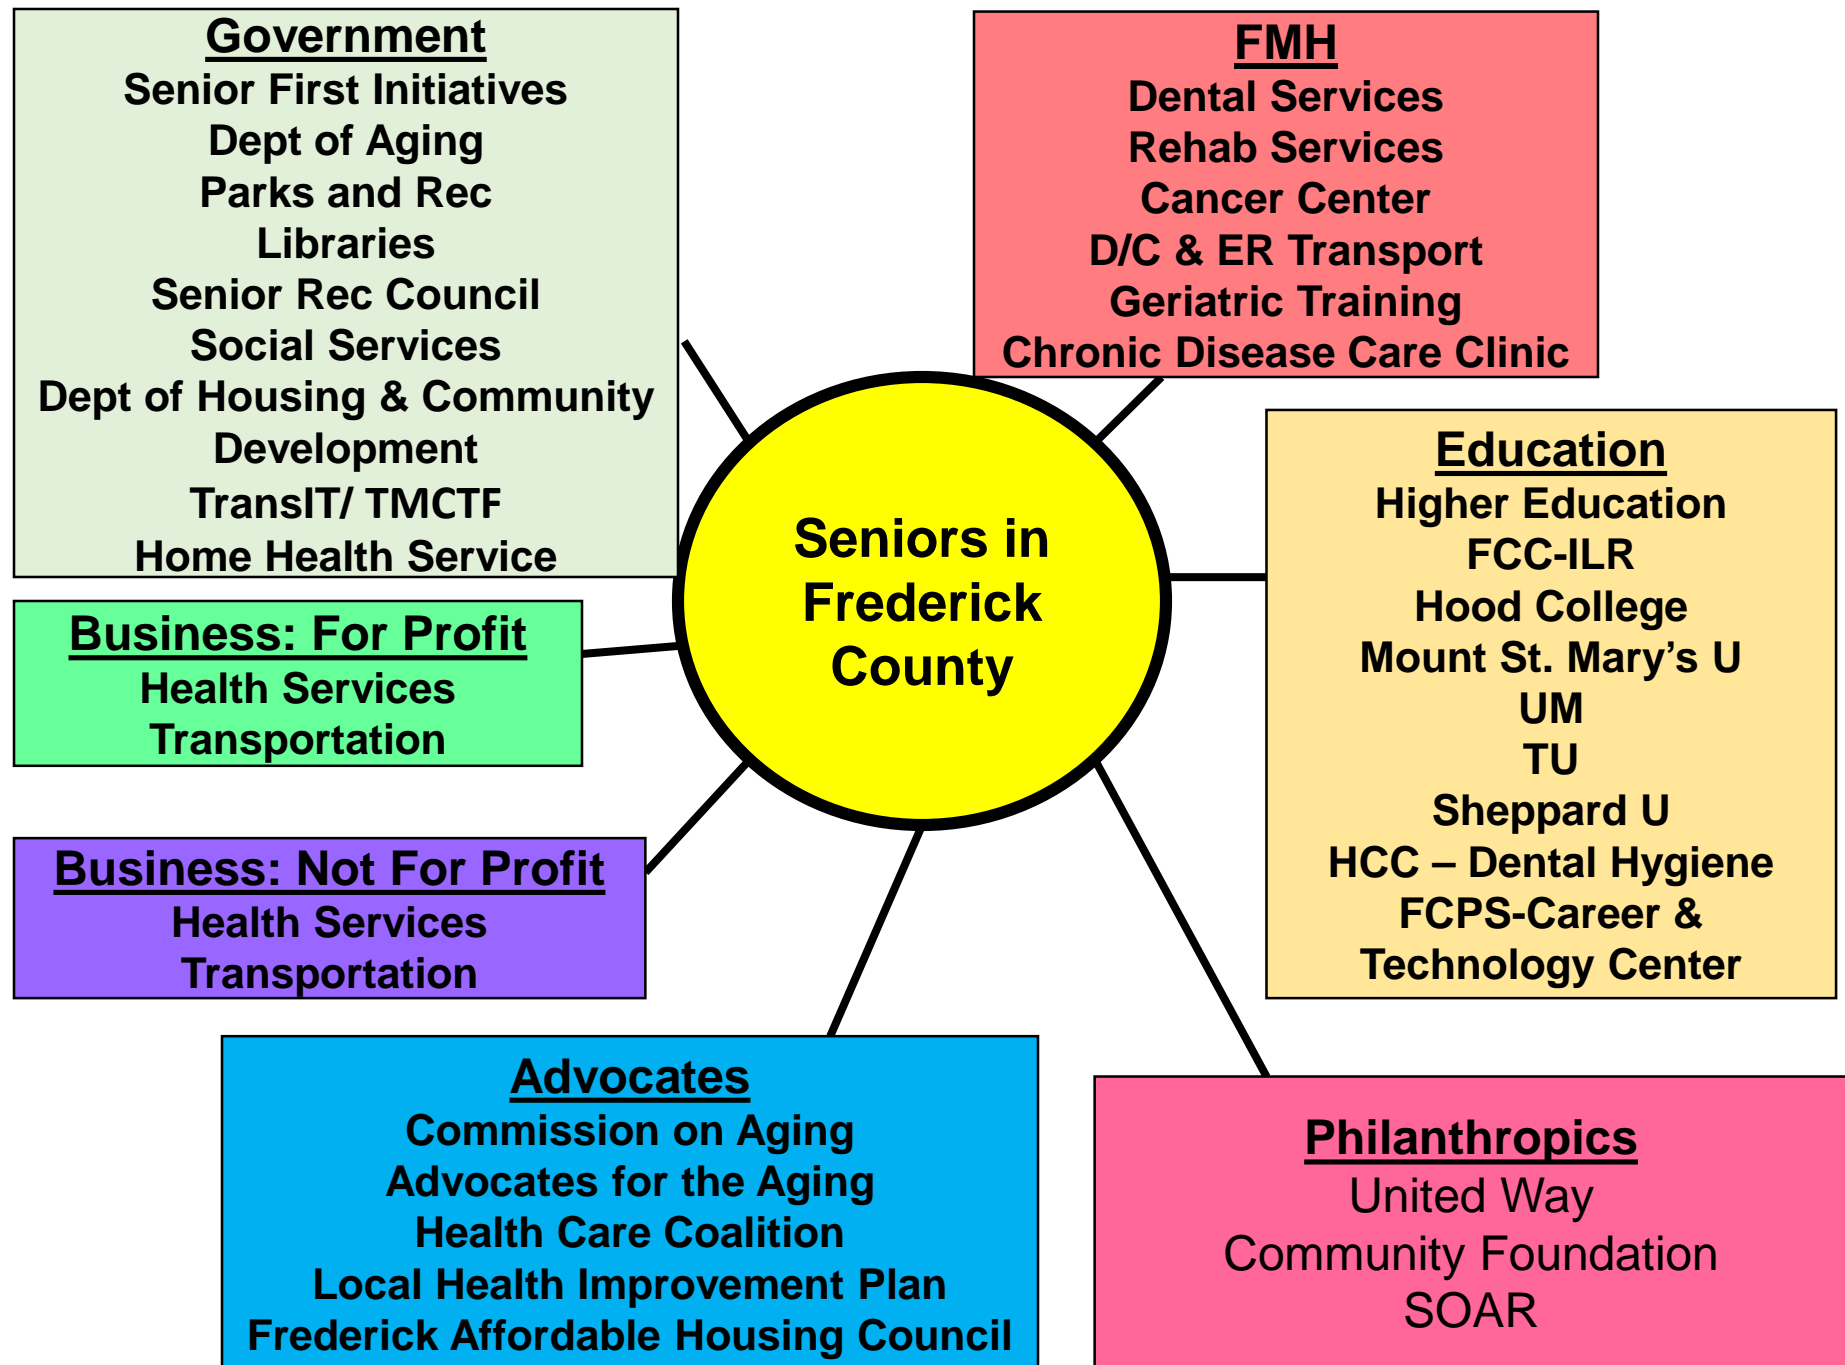 Government
Senior First Initiatives
Dept of Aging
Parks and Rec
Libraries
Senior Rec Council
Social Services
Dept of Housing & Community
Development
TransIT/ TMCTF
Home Health Service
FMH
Dental Services
Rehab Services
Cancer Center
D/C & ER Transport
Geriatric Training
Chronic Disease Care Clinic
Seniors in
Frederick
County
Education
Higher Education
FCC-ILR
Hood College
Mount St. Mary’s U
UM
TU
Sheppard U
HCC – Dental Hygiene
FCPS-Career &
Technology Center
Business: For Profit
Health Services
Transportation
Business: Not For Profit
Health Services
Transportation
Advocates
Commission on Aging
Advocates for the Aging
Health Care Coalition
Local Health Improvement Plan
Frederick Affordable Housing Council
Philanthropics
United Way
Community Foundation
SOAR